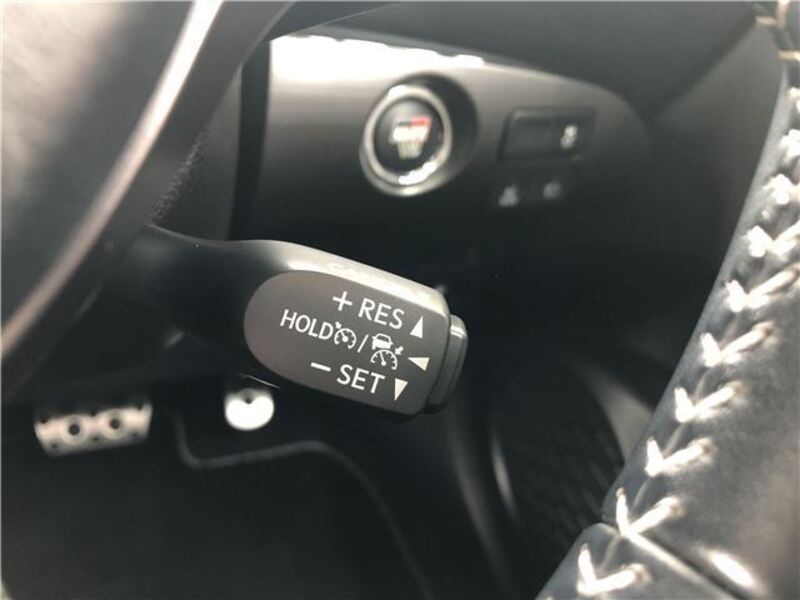 + RES ▲
HOLD /
− SET ▼